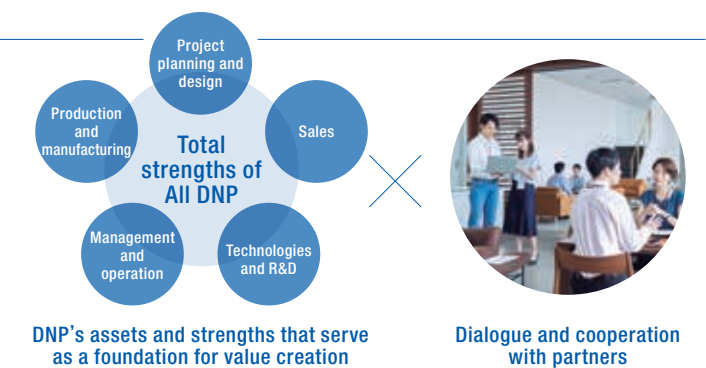 Project
planning and
design
Production
and
manufacturing
Sales
Total
strengths of
All DNP
Management
and
operation
Technologies
and R&D
DNP's assets and strengths that serve
as a foundation for value creation
Dialogue and cooperation
with partners